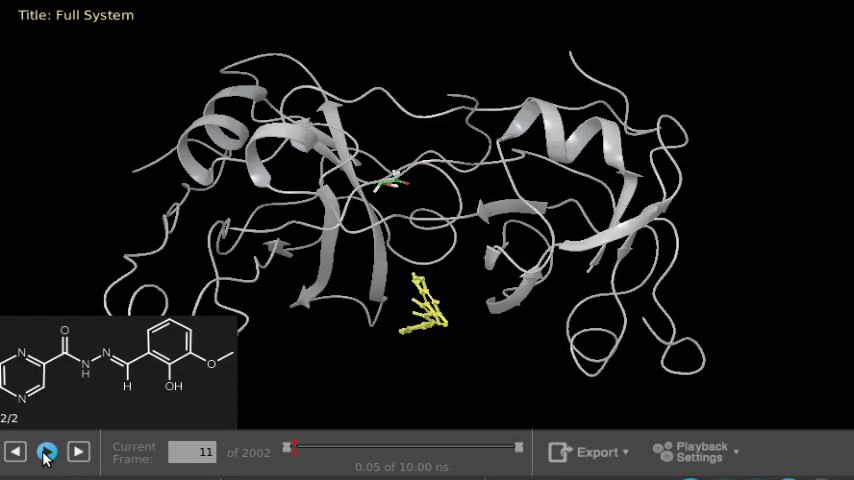 Title: Full System
O
N
N
N
H
N
H
OH
O
2/2
Current
Frame:
11
of 2002
0.05 of 10.00 ns
Export
Playback
Settings